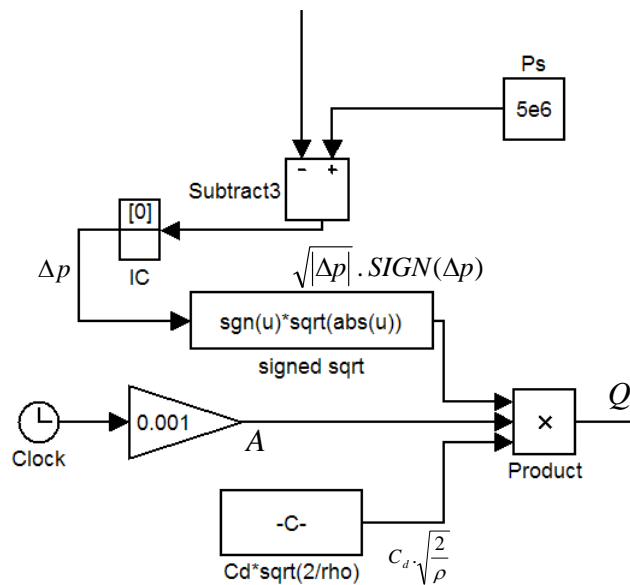 Ps
5e6
- +
Subtract3
[0]
IC
Δp
√|Δp| . SIGN(Δp)
sgn(u)*sqrt(abs(u))
signed sqrt
0.001
Clock
A
×
Product
Q
-C-
Cd*sqrt(2/rho)
C_d.√(2/ρ)